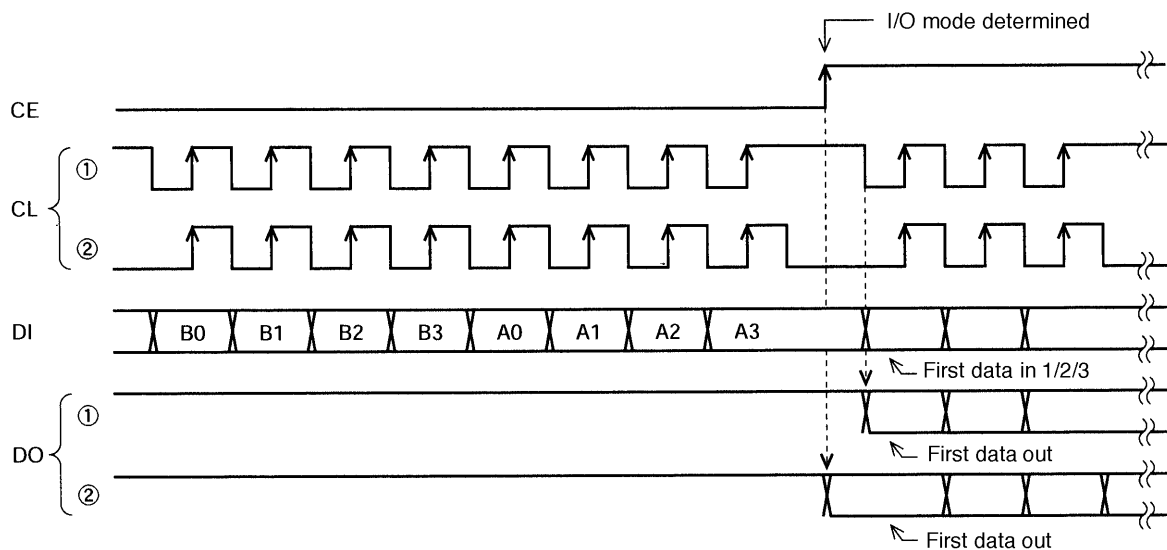 I/O mode determined
CE
①
CL
②
DI B0 B1 B2 B3 A0 A1 A2 A3
First data in 1/2/3
①
First data out
DO
②
First data out